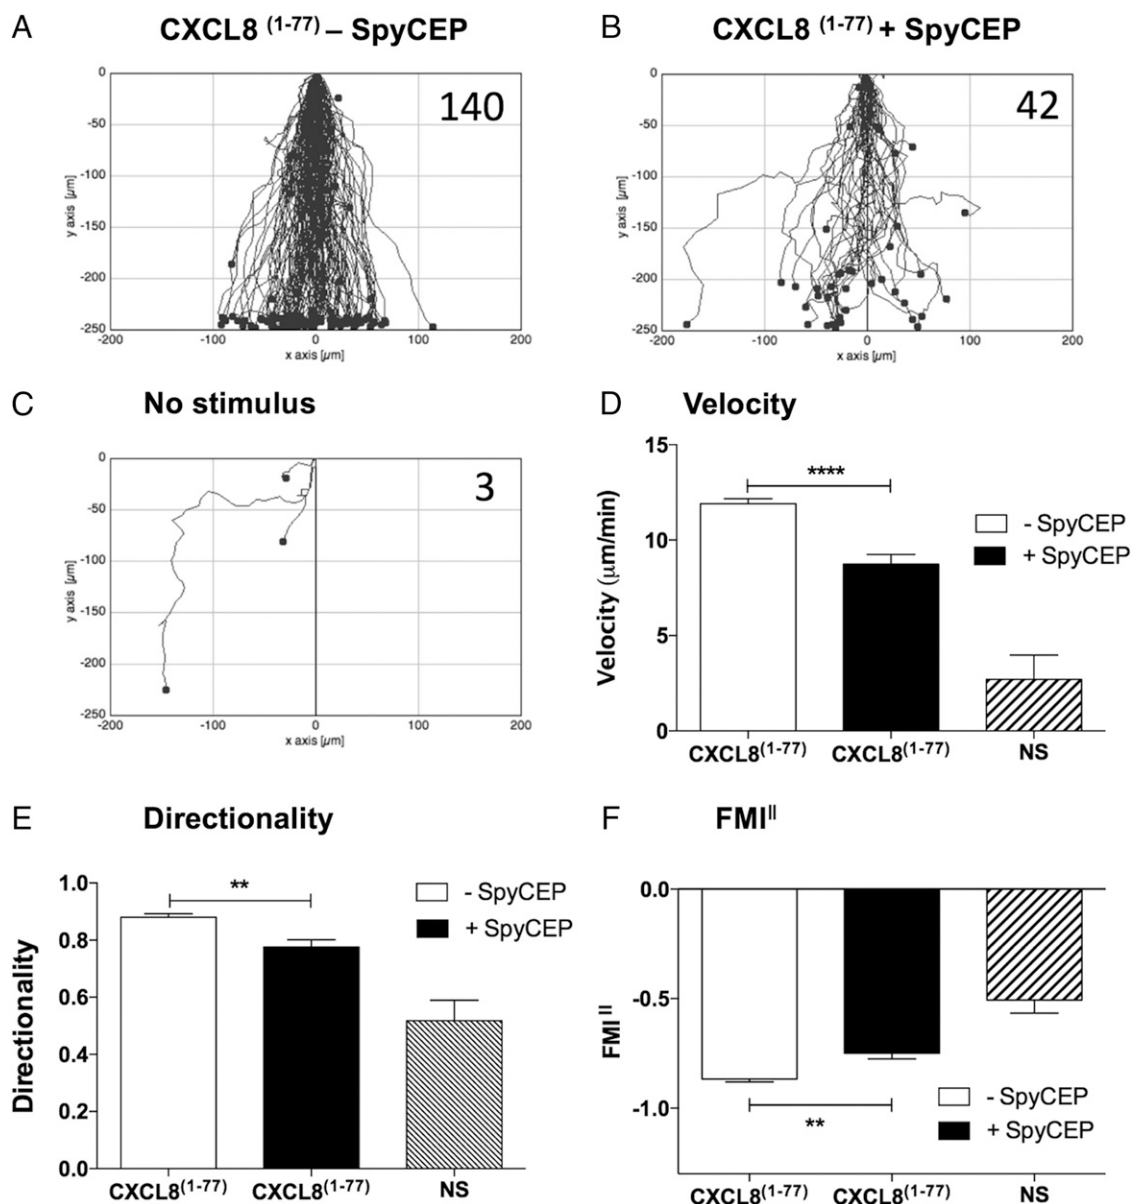 A CXCL8 (1-77) – SpyCEP
140
0
-50
-100
-150
-200
-250
y axis [µm]
-200 -100 0 100 200
x axis [µm]
B CXCL8 (1-77) + SpyCEP
42
0
-50
-100
-150
-200
-250
y axis [µm]
-200 -100 0 100 200
x axis [µm]
C No stimulus
3
0
-50
-100
-150
-200
-250
y axis [µm]
-200 -100 0 100 200
x axis [µm]
D Velocity
15
10
5
0
Velocity (µm/min)
****
- SpyCEP
+ SpyCEP
CXCL8(1-77) CXCL8(1-77) NS
E Directionality
1.0
0.8
0.6
0.4
0.2
0.0
Directionality
**
- SpyCEP
+ SpyCEP
CXCL8(1-77) CXCL8(1-77) NS
F FMI||
0.0
-0.5
-1.0
FMI||
**
- SpyCEP
+ SpyCEP
CXCL8(1-77) CXCL8(1-77) NS